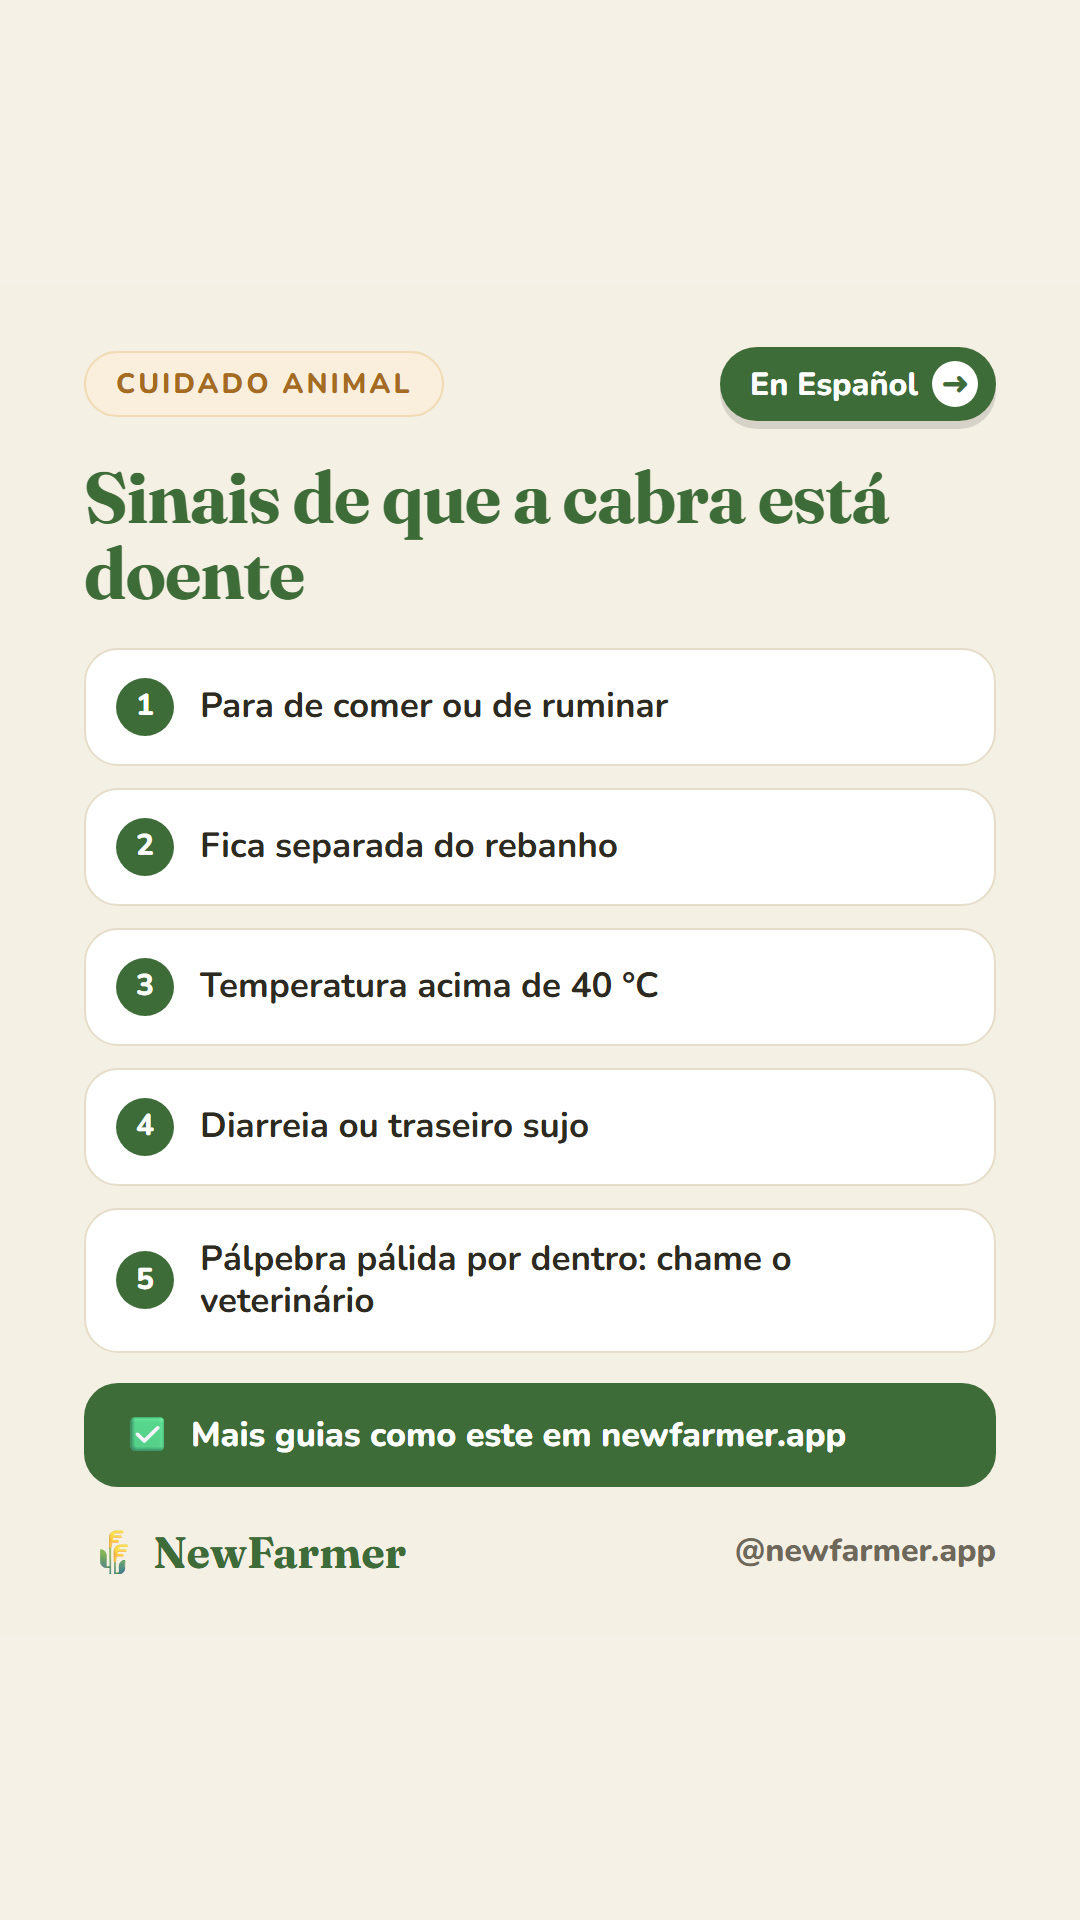 CUIDADO ANIMAL
En Español
Sinais de que a cabra está
doente
1 Para de comer ou de ruminar
2 Fica separada do rebanho
3 Temperatura acima de 40 °C
4 Diarreia ou traseiro sujo
5 Pálpebra pálida por dentro: chame o
veterinário
Mais guias como este em newfarmer.app
NewFarmer
@newfarmer.app